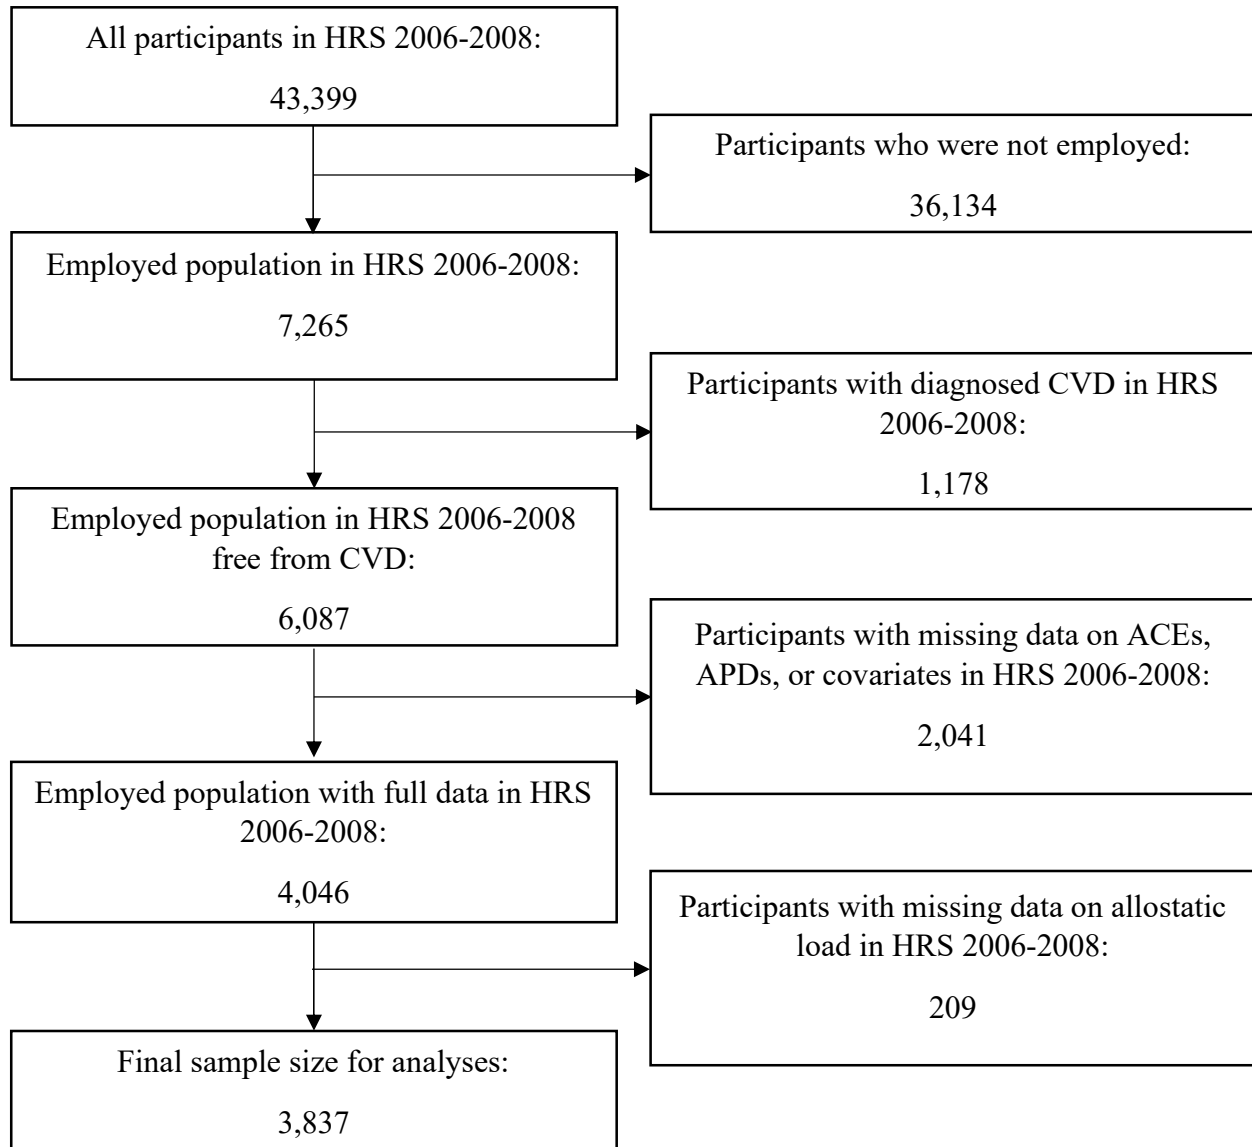 All participants in HRS 2006-2008:
43,399
Participants who were not employed:
36,134
Employed population in HRS 2006-2008:
7,265
Participants with diagnosed CVD in HRS
2006-2008:
1,178
Employed population in HRS 2006-2008
free from CVD:
6,087
Participants with missing data on ACEs,
APDs, or covariates in HRS 2006-2008:
2,041
Employed population with full data in HRS
2006-2008:
4,046
Participants with missing data on allostatic
load in HRS 2006-2008:
209
Final sample size for analyses:
3,837